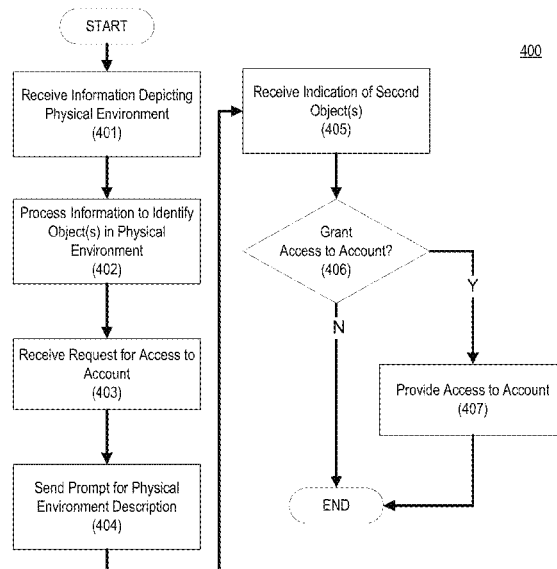 START
400
Receive Information Depicting
Physical Environment
(401)
Process Information to Identify
Object(s) in Physical
Environment
(402)
Receive Request for Access to
Account
(403)
Send Prompt for Physical
Environment Description
(404)
Receive Indication of Second
Object(s)
(405)
Grant
Access to Account?
(406)
Y
N
Provide Access to Account
(407)
END